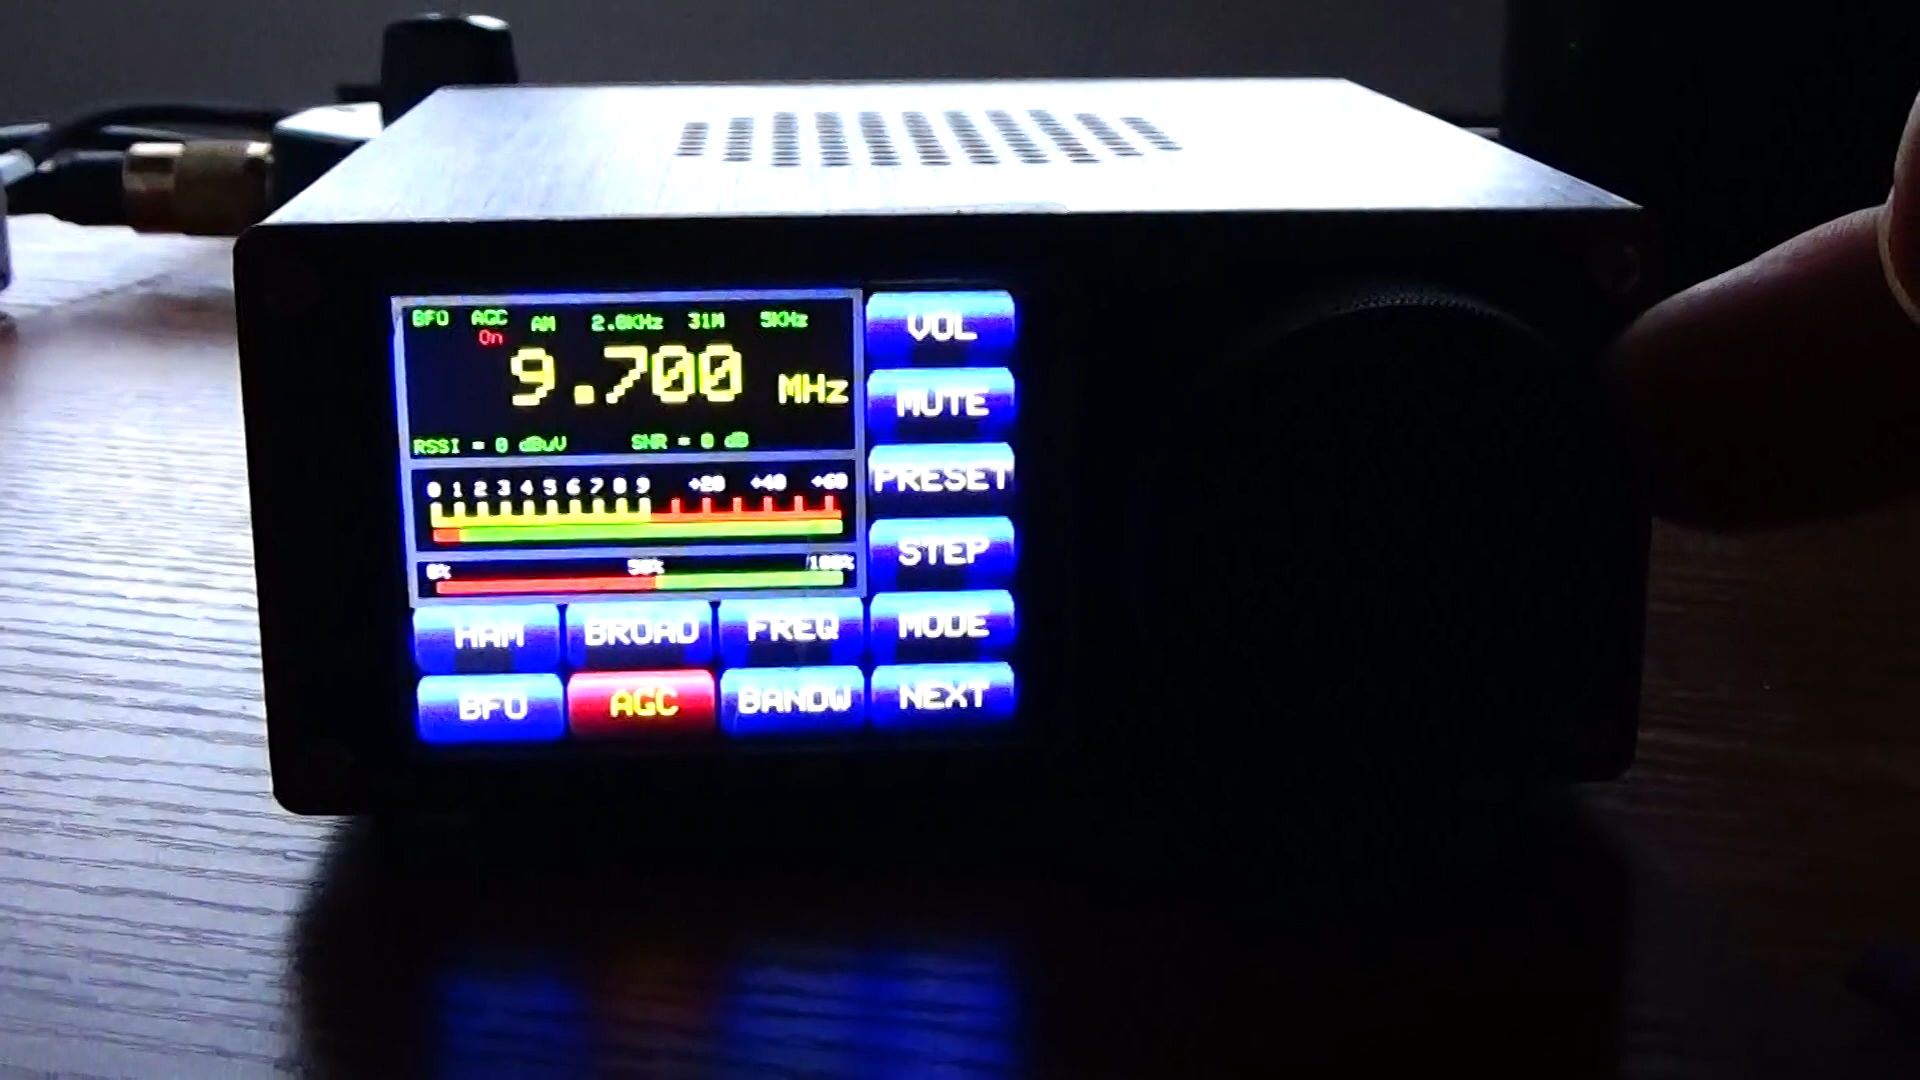 BFO AGC AM 2.0KHz 31M 5KHz
On
9.700 MHz
RSSI = 0 dBuV SNR = 0 dB
0 1 2 3 4 5 6 7 8 9 +20 +40 +60
0% 50% 100%
VOL
MUTE
PRESET
STEP
HAM BROAD FREQ MODE
BFO AGC BANDW NEXT